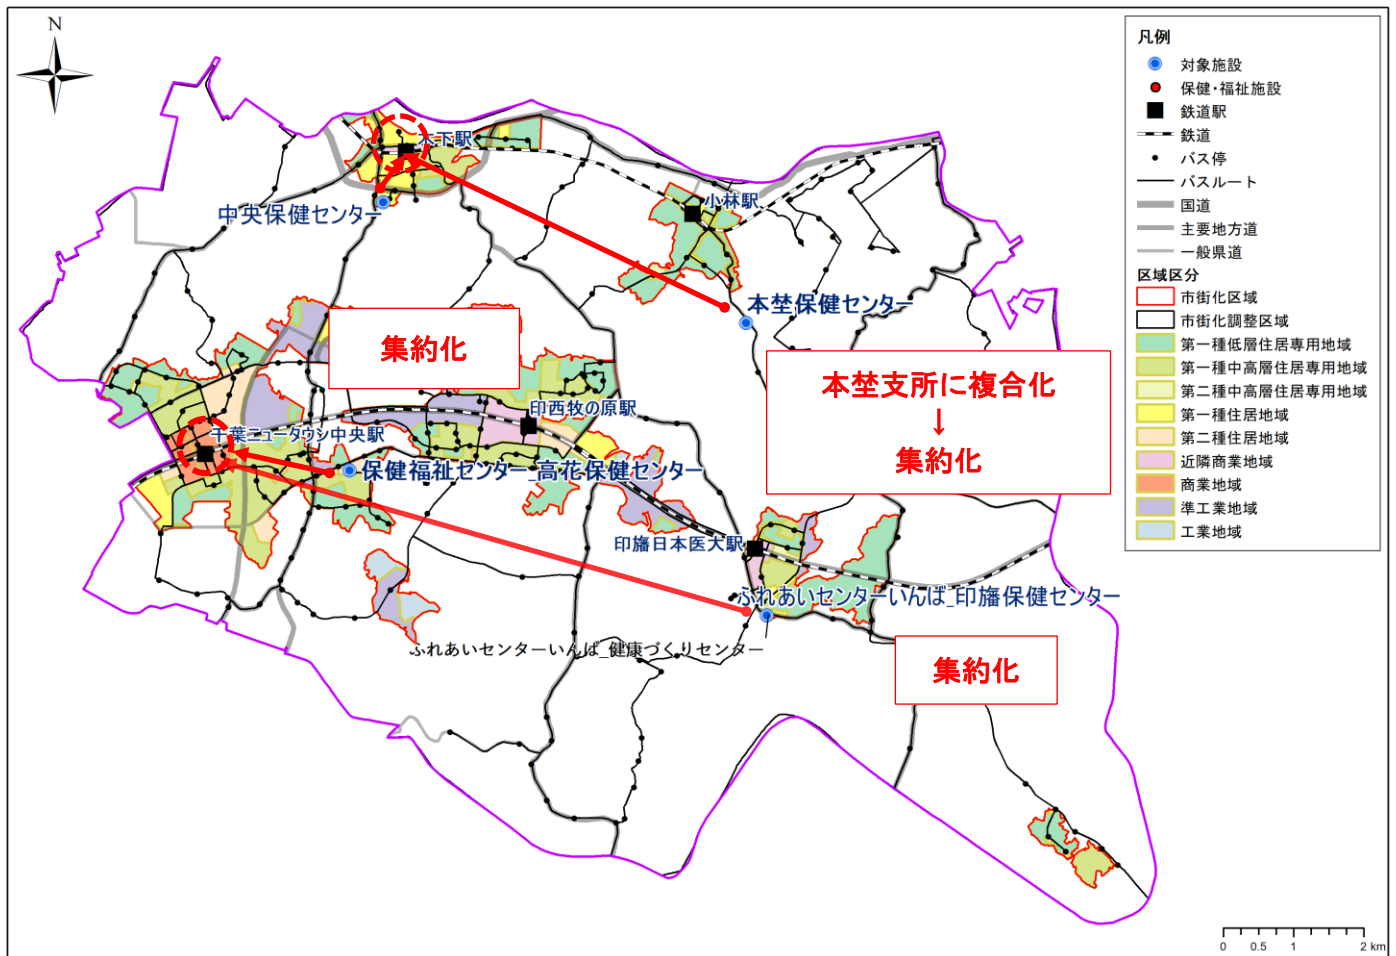 N
凡例
対象施設
保健・福祉施設
鉄道駅
鉄道
バス停
バスルート
国道
主要地方道
一般県道
区域区分
市街化区域
市街化調整区域
第一種低層住居専用地域
第一種中高層住居専用地域
第二種中高層住居専用地域
第一種住居地域
第二種住居地域
近隣商業地域
商業地域
準工業地域
工業地域
木下駅
中央保健センター
小林駅
本埜保健センター
集約化
本埜支所に複合化
↓
集約化
印西牧の原駅
千葉ニュータウン中央駅
保健福祉センター_高花保健センター
印旛日本医大駅
ふれあいセンターいんば_印旛保健センター
ふれあいセンターいんば_健康づくりセンター
集約化
0 0.5 1 2 km